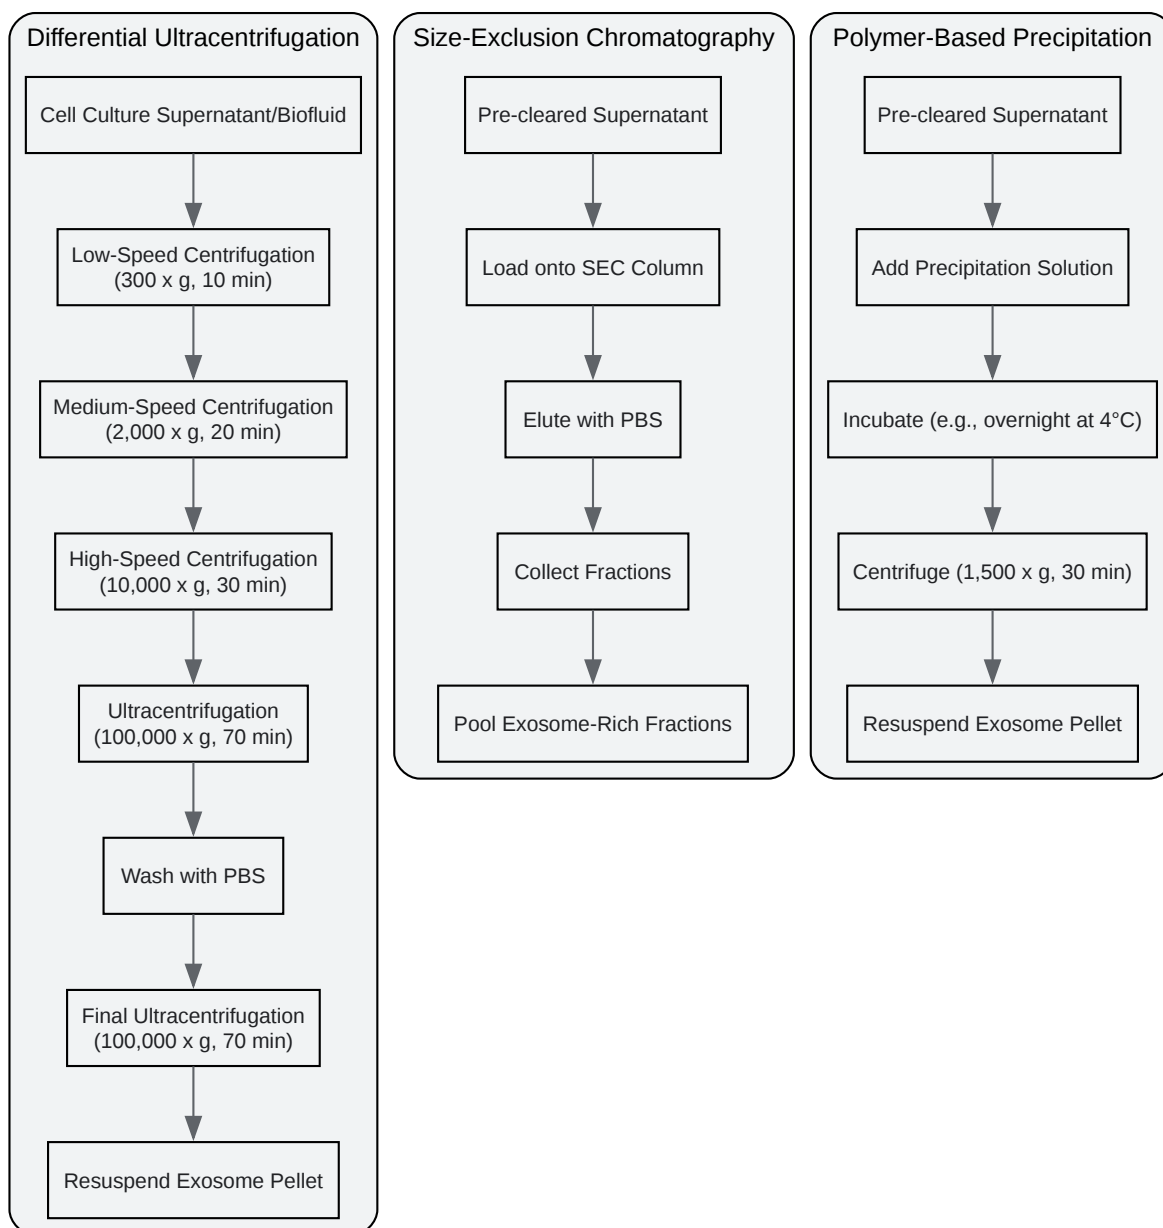 Differential Ultracentrifugation
Cell Culture Supernatant/Biofluid
Low-Speed Centrifugation
(300 x g, 10 min)
Medium-Speed Centrifugation
(2,000 x g, 20 min)
High-Speed Centrifugation
(10,000 x g, 30 min)
Ultracentrifugation
(100,000 x g, 70 min)
Wash with PBS
Final Ultracentrifugation
(100,000 x g, 70 min)
Resuspend Exosome Pellet
Size-Exclusion Chromatography
Pre-cleared Supernatant
Load onto SEC Column
Elute with PBS
Collect Fractions
Pool Exosome-Rich Fractions
Polymer-Based Precipitation
Pre-cleared Supernatant
Add Precipitation Solution
Incubate (e.g., overnight at 4°C)
Centrifuge (1,500 x g, 30 min)
Resuspend Exosome Pellet